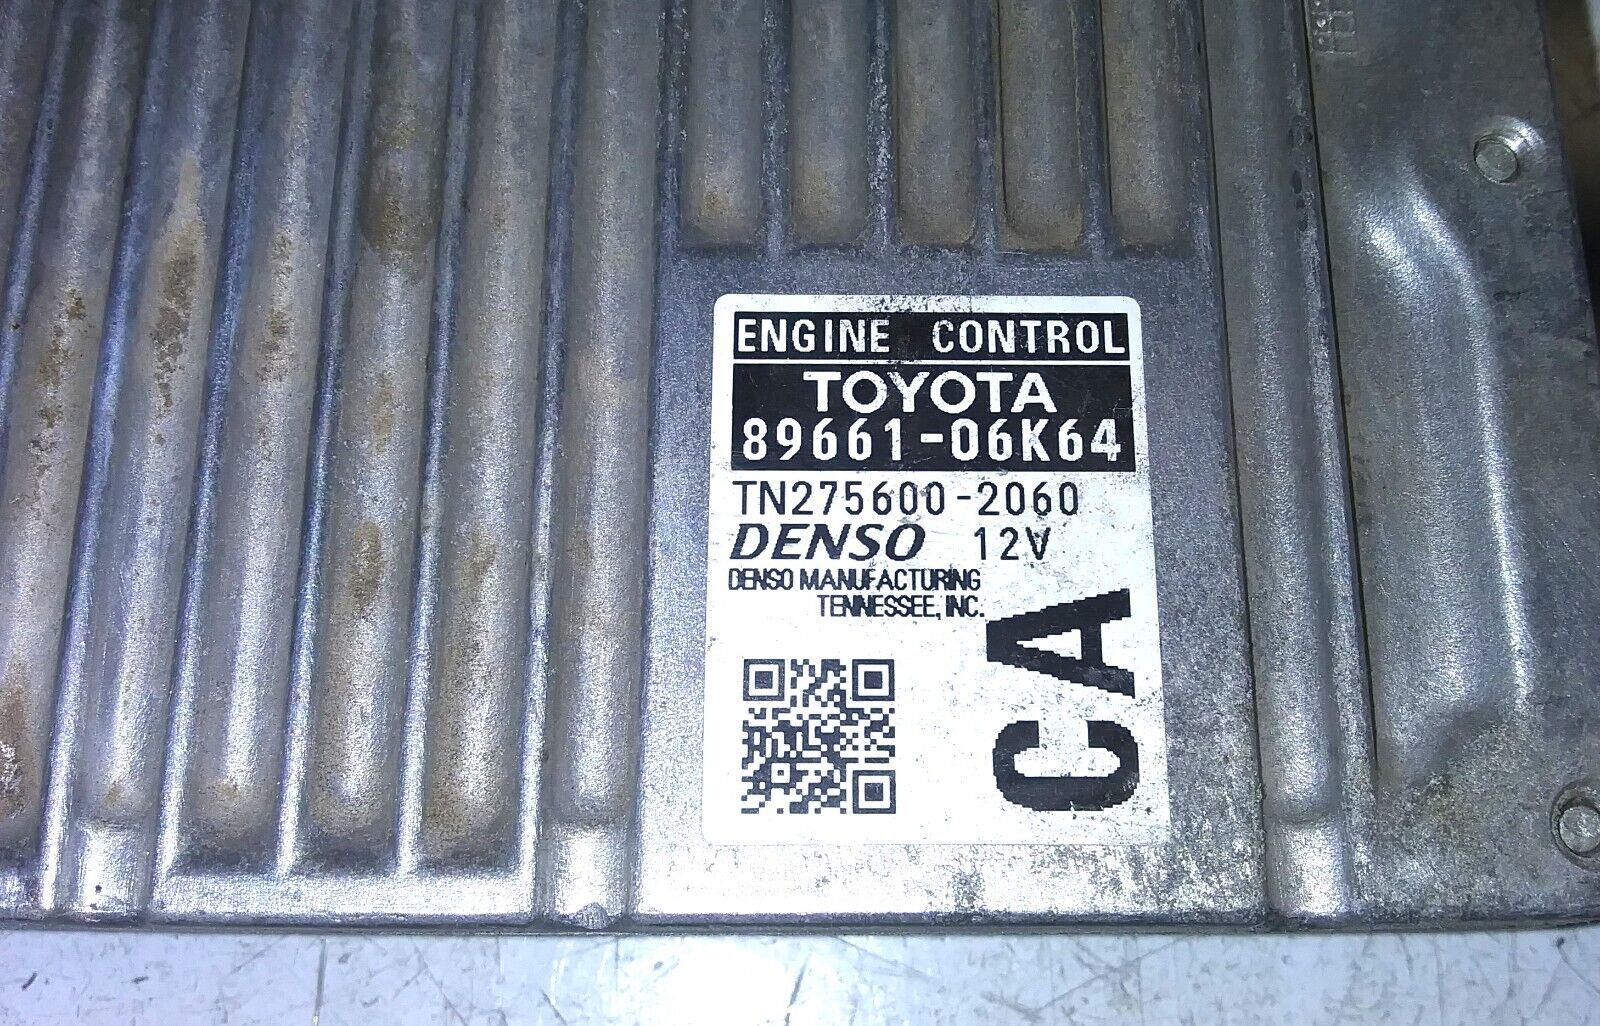 ENGINE CONTROL
TOYOTA
89661-06K64
TN275600-2060
DENSO 12V
DENSO MANUFACTURING
TENNESSEE, INC.
CA